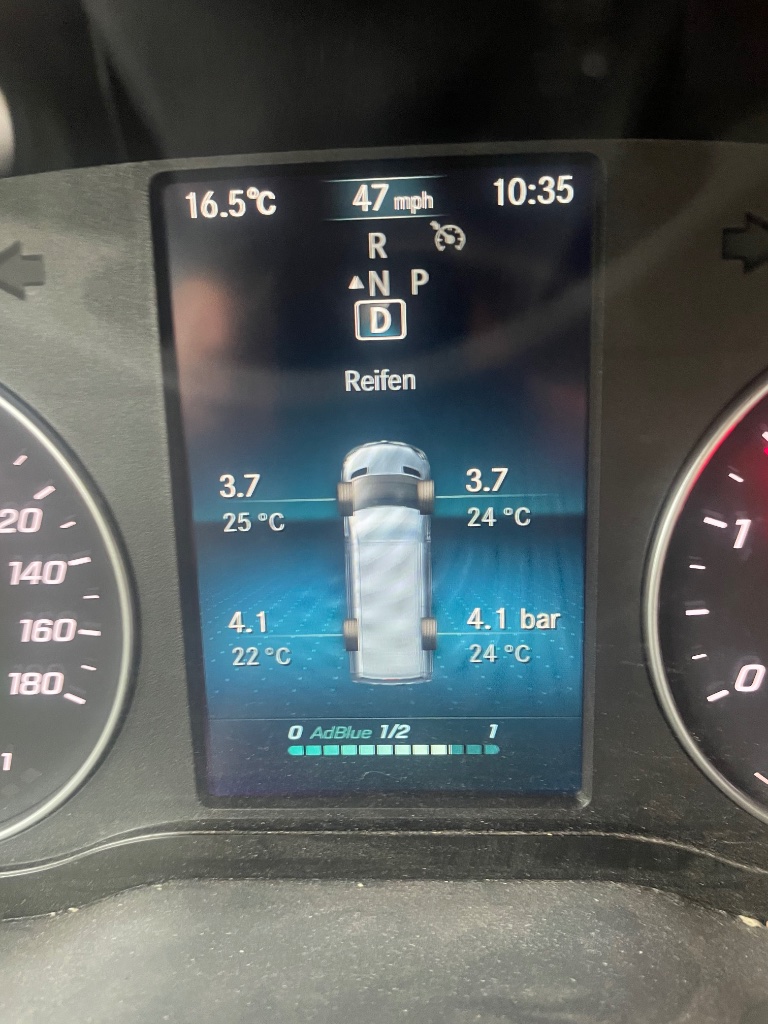 16.5°C 47 mph 10:35
R
N P
D
Reifen
3.7 3.7
25 °C 24 °C
4.1 4.1 bar
22 °C 24 °C
0 AdBlue 1/2 1
20
140
160
180
1
1
0